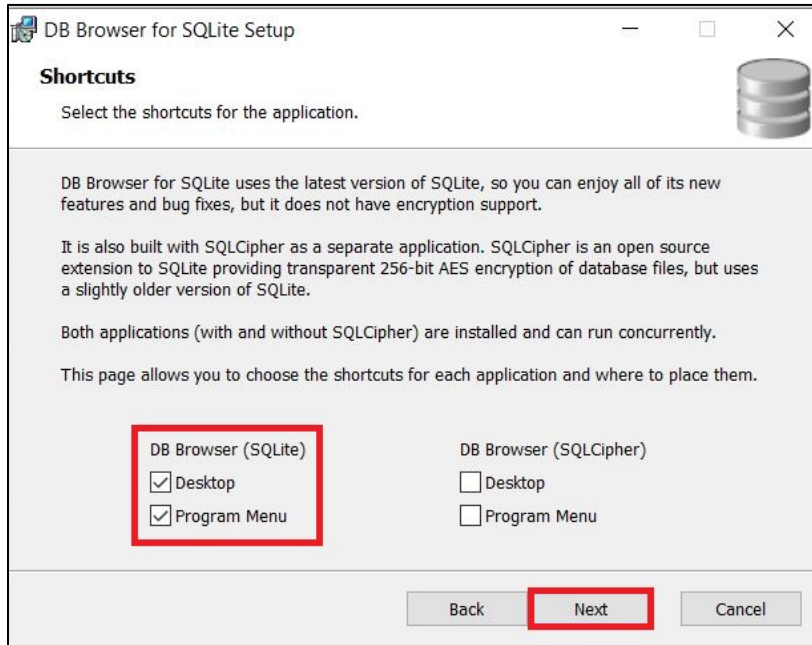 DB Browser for SQLite Setup
Shortcuts
Select the shortcuts for the application.
DB Browser for SQLite uses the latest version of SQLite, so you can enjoy all of its new
features and bug fixes, but it does not have encryption support.
It is also built with SQLCipher as a separate application. SQLCipher is an open source
extension to SQLite providing transparent 256-bit AES encryption of database files, but uses
a slightly older version of SQLite.
Both applications (with and without SQLCipher) are installed and can run concurrently.
This page allows you to choose the shortcuts for each application and where to place them.
DB Browser (SQLite) DB Browser (SQLCipher)
Desktop Desktop
Program Menu Program Menu
Back Next Cancel